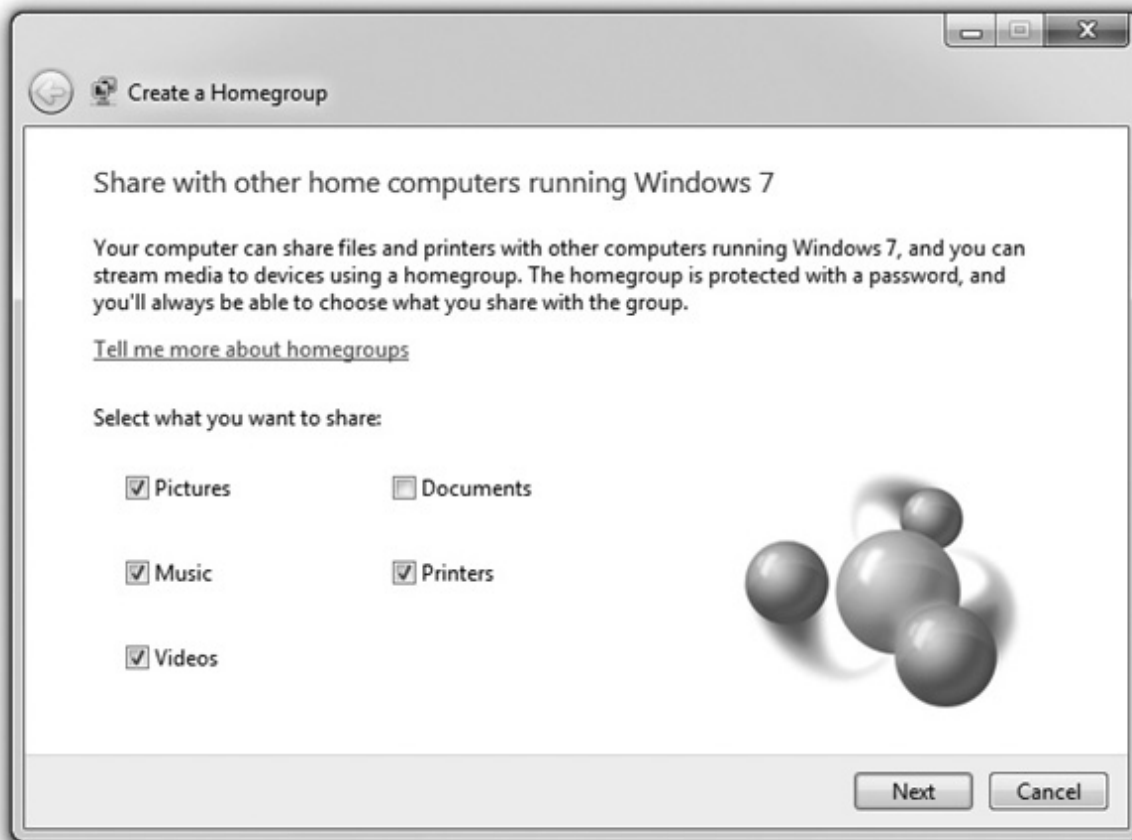 Create a Homegroup
Share with other home computers running Windows 7
Your computer can share files and printers with other computers running Windows 7, and you can
stream media to devices using a homegroup. The homegroup is protected with a password, and
you'll always be able to choose what you share with the group.
Tell me more about homegroups
Select what you want to share:
Pictures Documents
Music Printers
Videos
Next Cancel